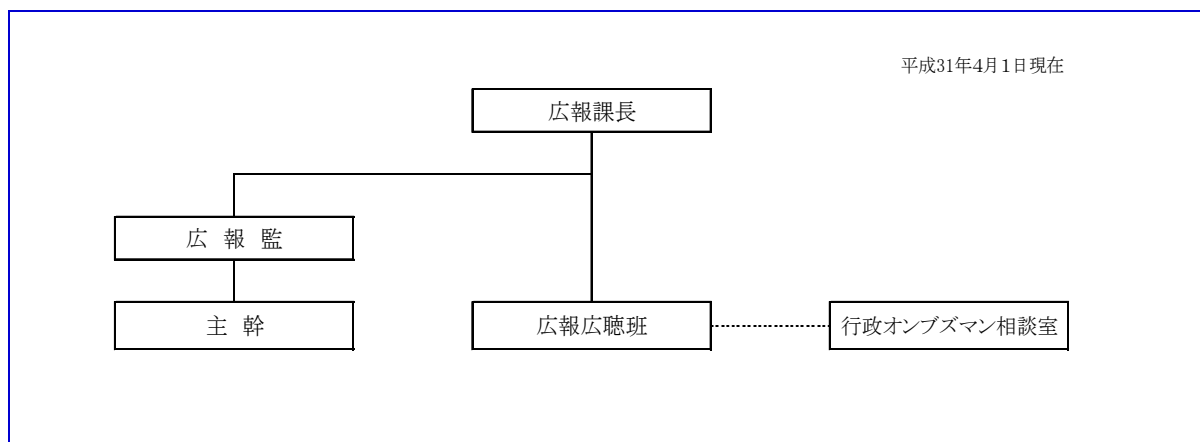 平成31年4月1日現在
広報課長
広 報 監
主 幹
広報広聴班
行政オンブズマン相談室